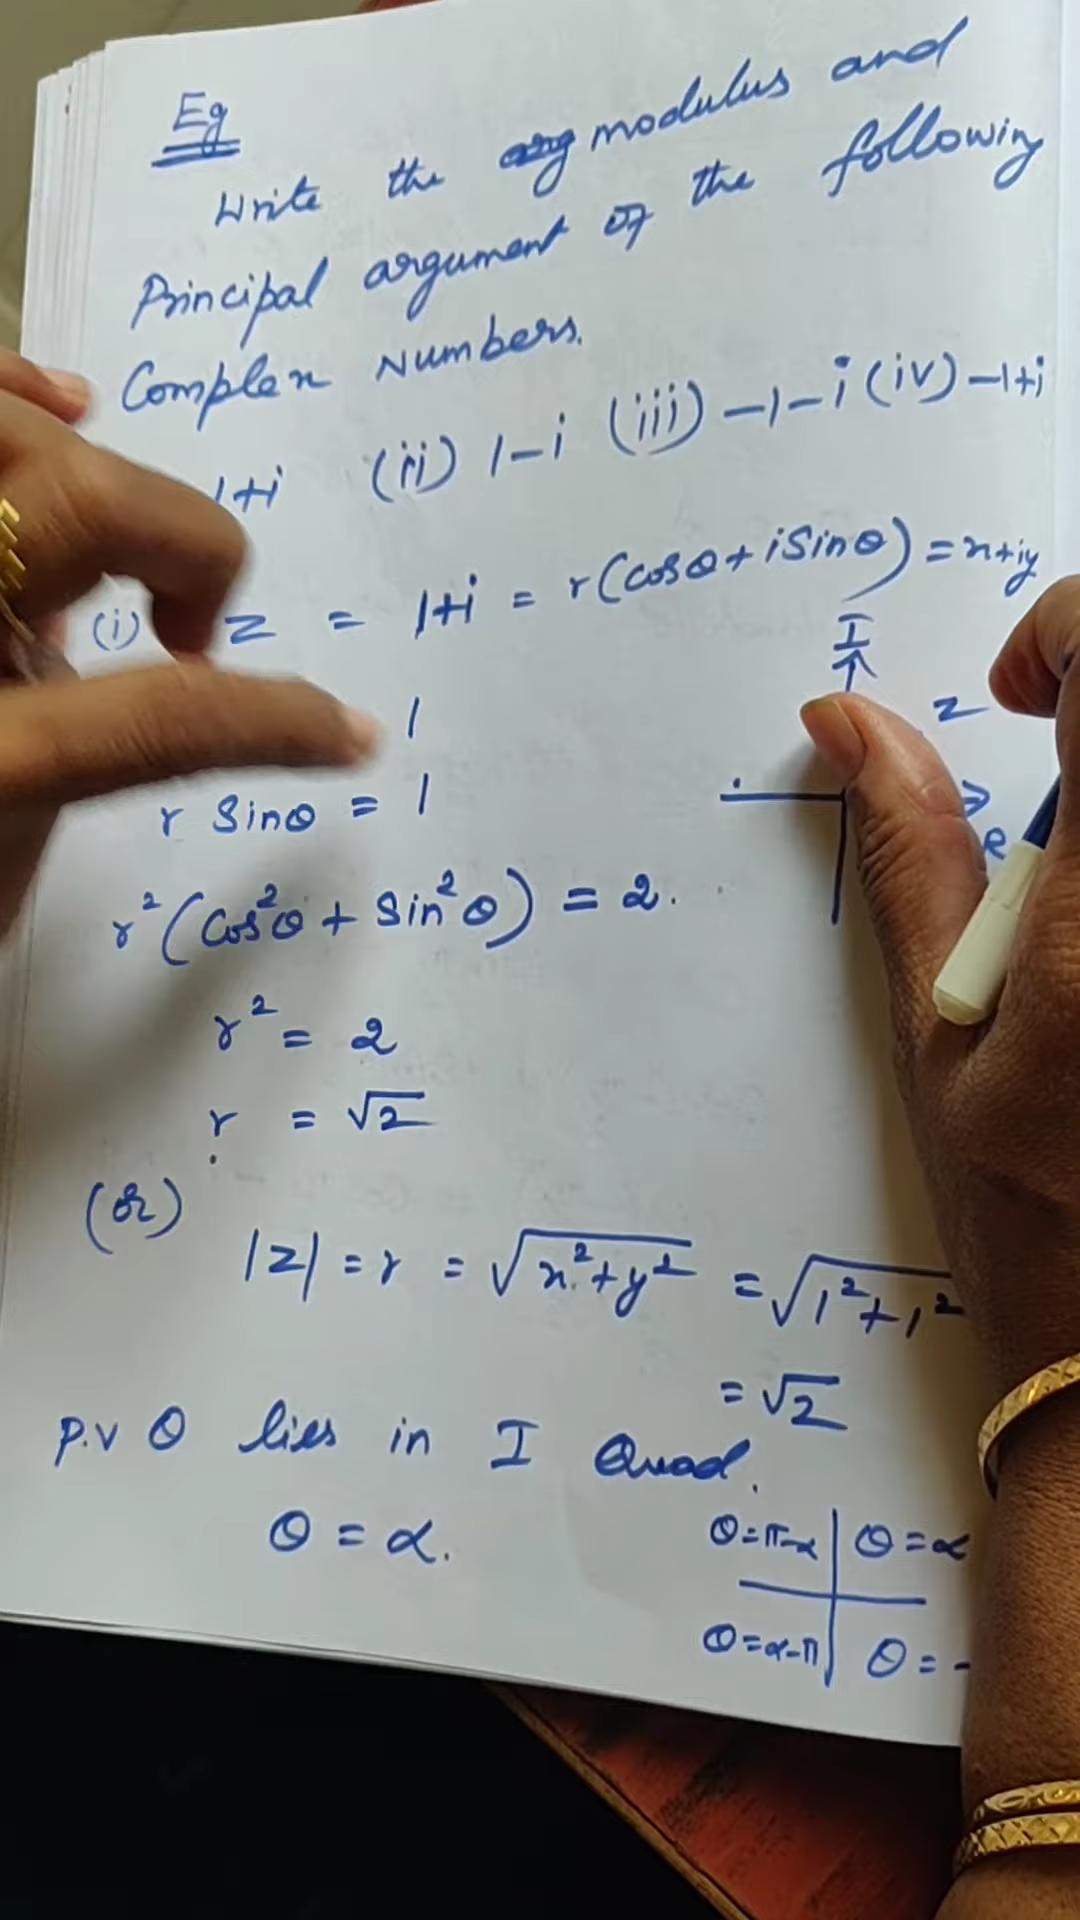 Eg
Write the arg modulus and
Principal argument of the following
Complex Numbers.
1+i (ii) 1-i (iii) -1-i (iv) -1+i
(i) z = 1+i = r(cosθ + i Sinθ) = x+iy
I
1
z
r Sinθ = 1
R
r²(Cos²θ + Sin²θ) = 2.
r² = 2
r = √2
(or)
|z| = r = √x²+y² = √1²+1²
= √2
P.V θ lies in I Quad.
θ = α.
θ=π-α θ=α
θ=α-π θ=-